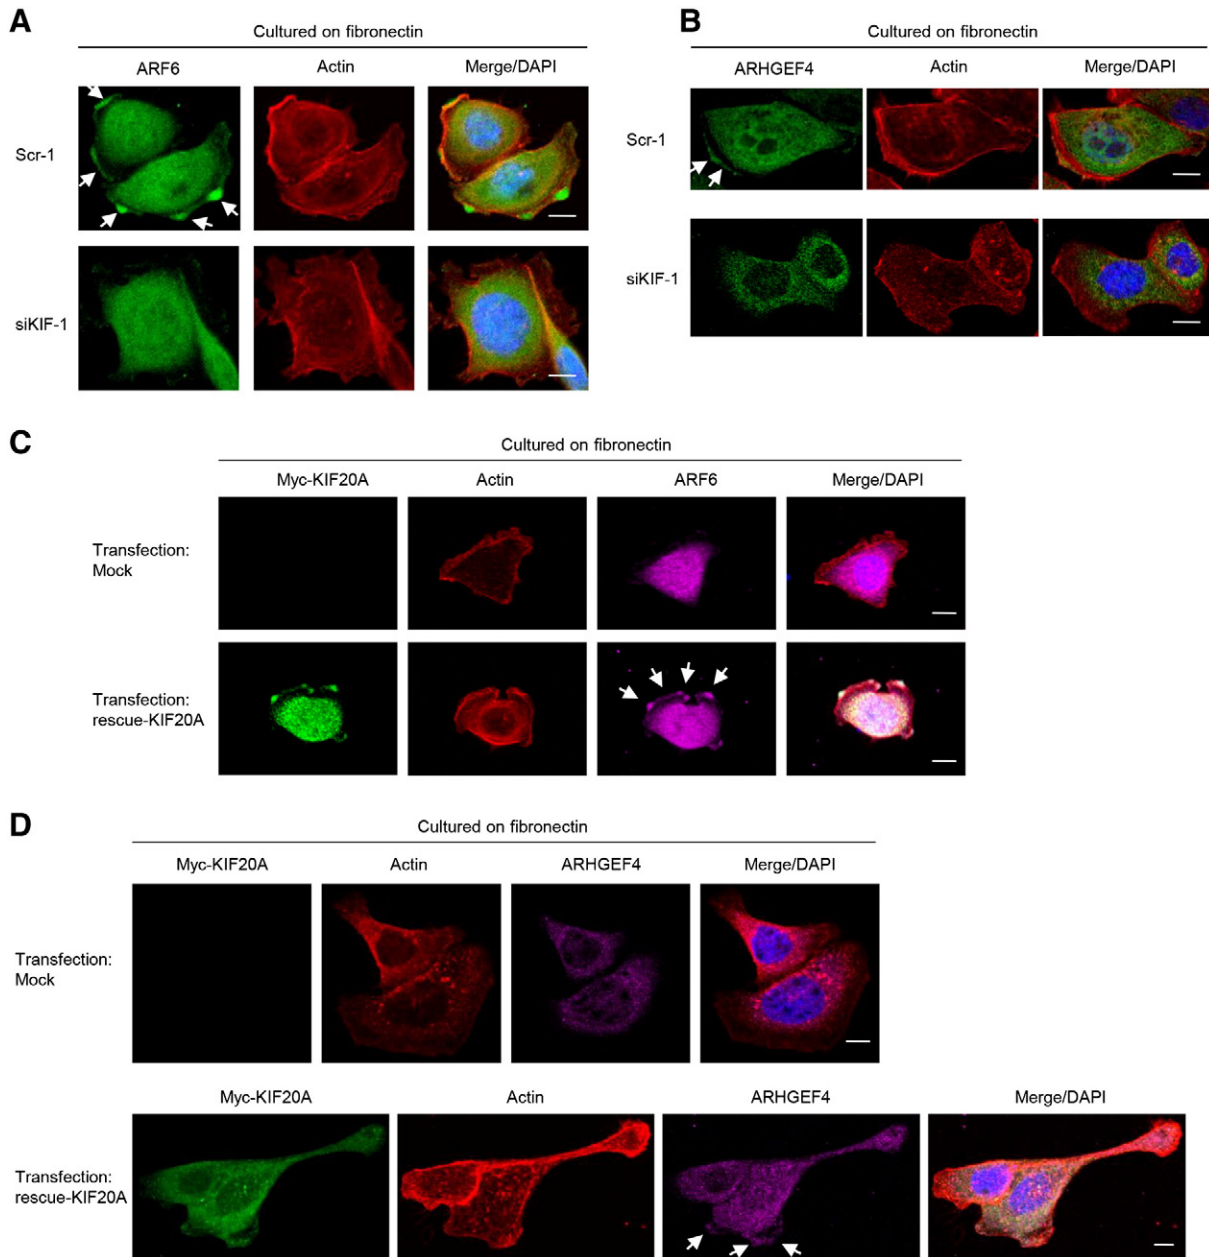 A
Cultured on fibronectin
ARF6 Actin Merge/DAPI
Scr-1
siKIF-1
B
Cultured on fibronectin
ARHGEF4 Actin Merge/DAPI
Scr-1
siKIF-1
C
Cultured on fibronectin
Myc-KIF20A Actin ARF6 Merge/DAPI
Transfection:
Mock
Transfection:
rescue-KIF20A
D
Cultured on fibronectin
Myc-KIF20A Actin ARHGEF4 Merge/DAPI
Transfection:
Mock
Myc-KIF20A Actin ARHGEF4 Merge/DAPI
Transfection:
rescue-KIF20A